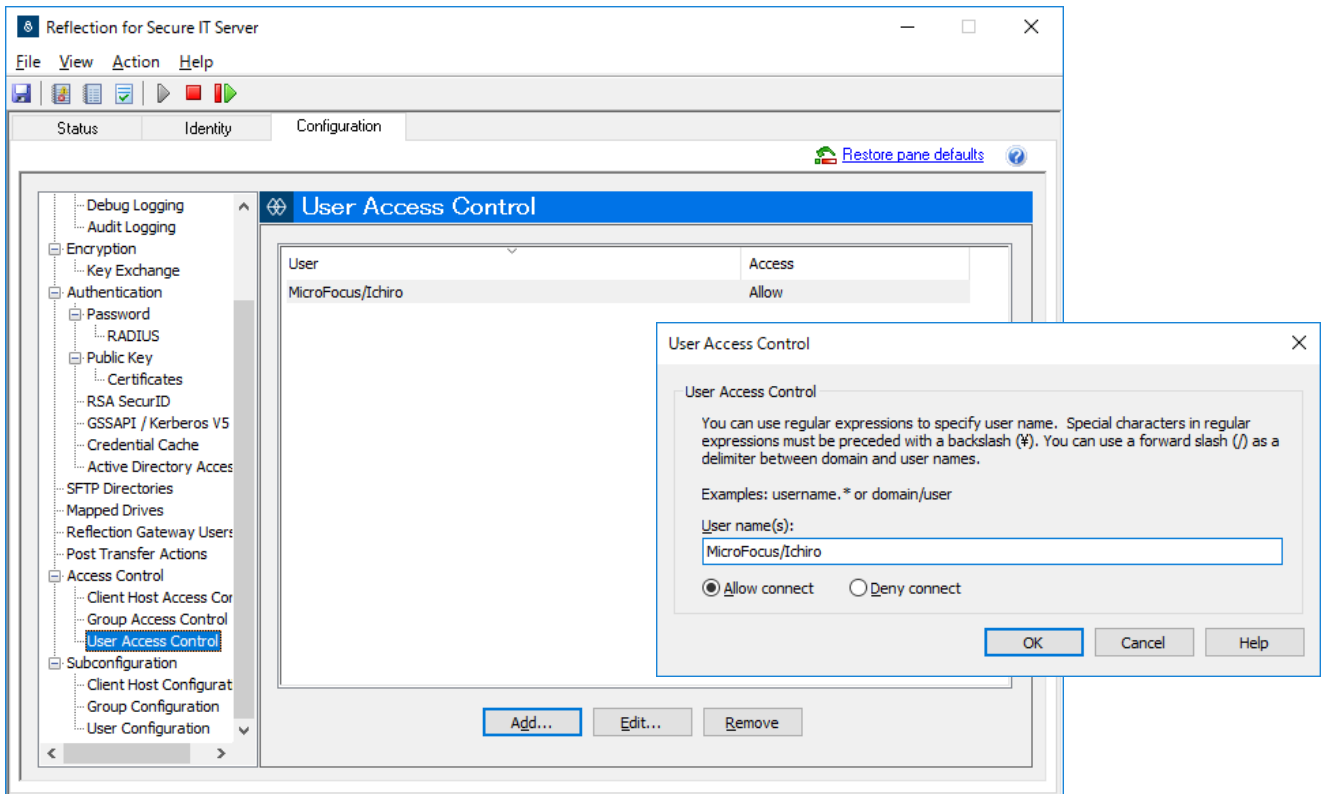 Reflection for Secure IT Server
File View Action Help
Status Identity Configuration
Restore pane defaults
Debug Logging
Audit Logging
Encryption
Key Exchange
Authentication
Password
RADIUS
Public Key
Certificates
RSA SecurID
GSSAPI / Kerberos V5
Credential Cache
Active Directory Acces
SFTP Directories
Mapped Drives
Reflection Gateway Users
Post Transfer Actions
Access Control
Client Host Access Cor
Group Access Control
User Access Control
Subconfiguration
Client Host Configurat
Group Configuration
User Configuration
User Access Control
User Access
MicroFocus/Ichiro Allow
Add... Edit... Remove
User Access Control
User Access Control
You can use regular expressions to specify user name. Special characters in regular
expressions must be preceded with a backslash (¥). You can use a forward slash (/) as a
delimiter between domain and user names.
Examples: username.* or domain/user
User name(s):
MicroFocus/Ichiro
Allow connect Deny connect
OK Cancel Help